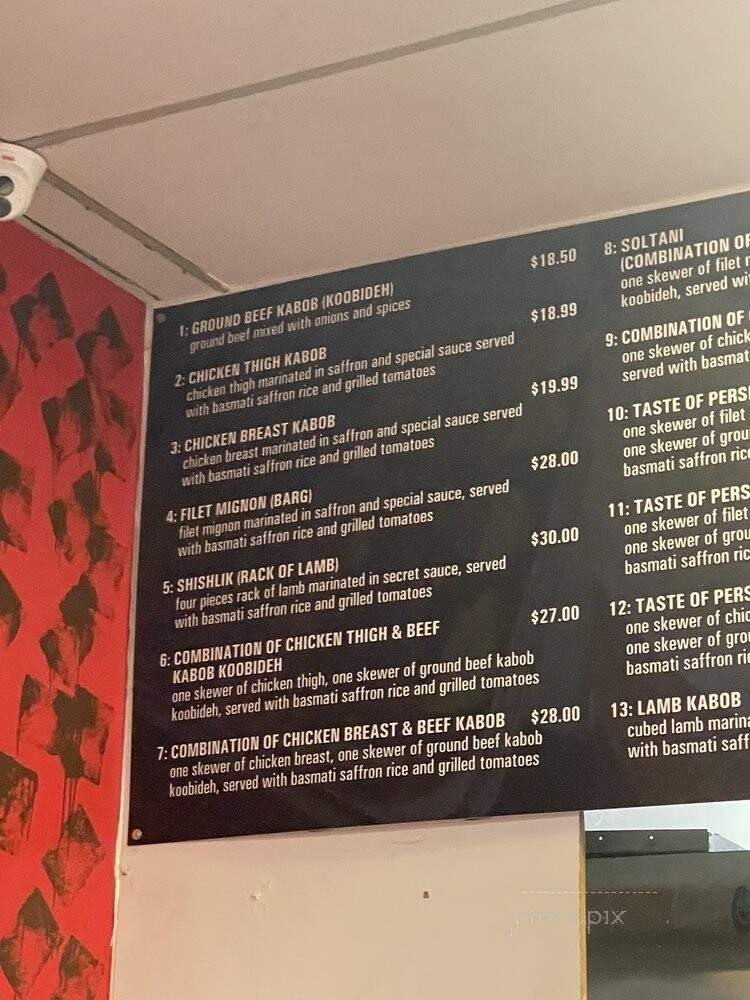 1: GROUND BEEF KABOB (KOOBIDEH)
$18.50
ground beef mixed with onions and spices
2: CHICKEN THIGH KABOB
$18.99
chicken thigh marinated in saffron and special sauce served
with basmati saffron rice and grilled tomatoes
3: CHICKEN BREAST KABOB
$19.99
chicken breast marinated in saffron and special sauce served
with basmati saffron rice and grilled tomatoes
4: FILET MIGNON (BARG)
$28.00
filet mignon marinated in saffron and special sauce, served
with basmati saffron rice and grilled tomatoes
5: SHISHLIK (RACK OF LAMB)
$30.00
four pieces rack of lamb marinated in secret sauce, served
with basmati saffron rice and grilled tomatoes
6: COMBINATION OF CHICKEN THIGH & BEEF
$27.00
KABOB KOOBIDEH
one skewer of chicken thigh, one skewer of ground beef kabob
koobideh, served with basmati saffron rice and grilled tomatoes
7: COMBINATION OF CHICKEN BREAST & BEEF KABOB
$28.00
one skewer of chicken breast, one skewer of ground beef kabob
koobideh, served with basmati saffron rice and grilled tomatoes
8: SOLTANI
(COMBINATION OF
one skewer of filet
koobideh, served
9: COMBINATION OF
one skewer of
served with basmat
10: TASTE OF
one skewer of filet
one skewer of
basmati saffron
11: TASTE OF
one skewer of filet
one skewer of
basmati saffron
12: TASTE OF
one skewer of
one skewer of
basmati saffron
13: LAMB KABOB
cubed lamb
with basmati